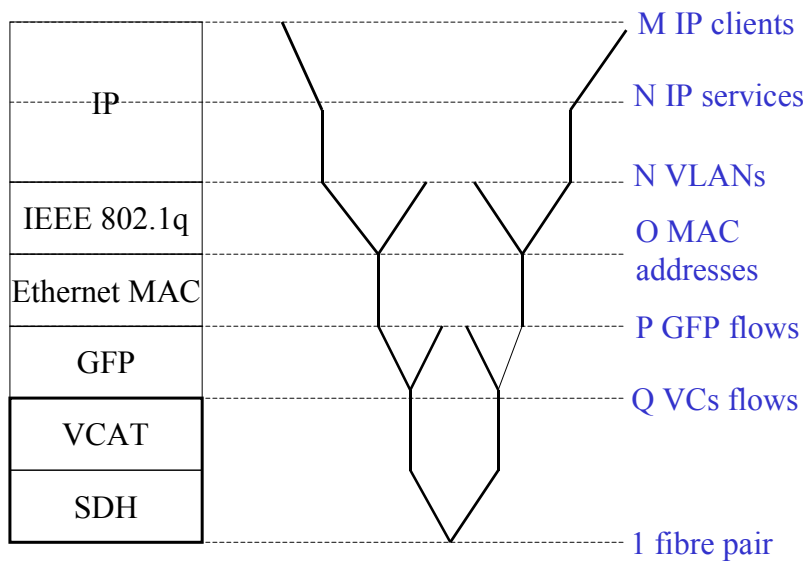 M IP clients
IP
N IP services
N VLANs
IEEE 802.1q
O MAC
addresses
Ethernet MAC
P GFP flows
GFP
Q VCs flows
VCAT
SDH
1 fibre pair